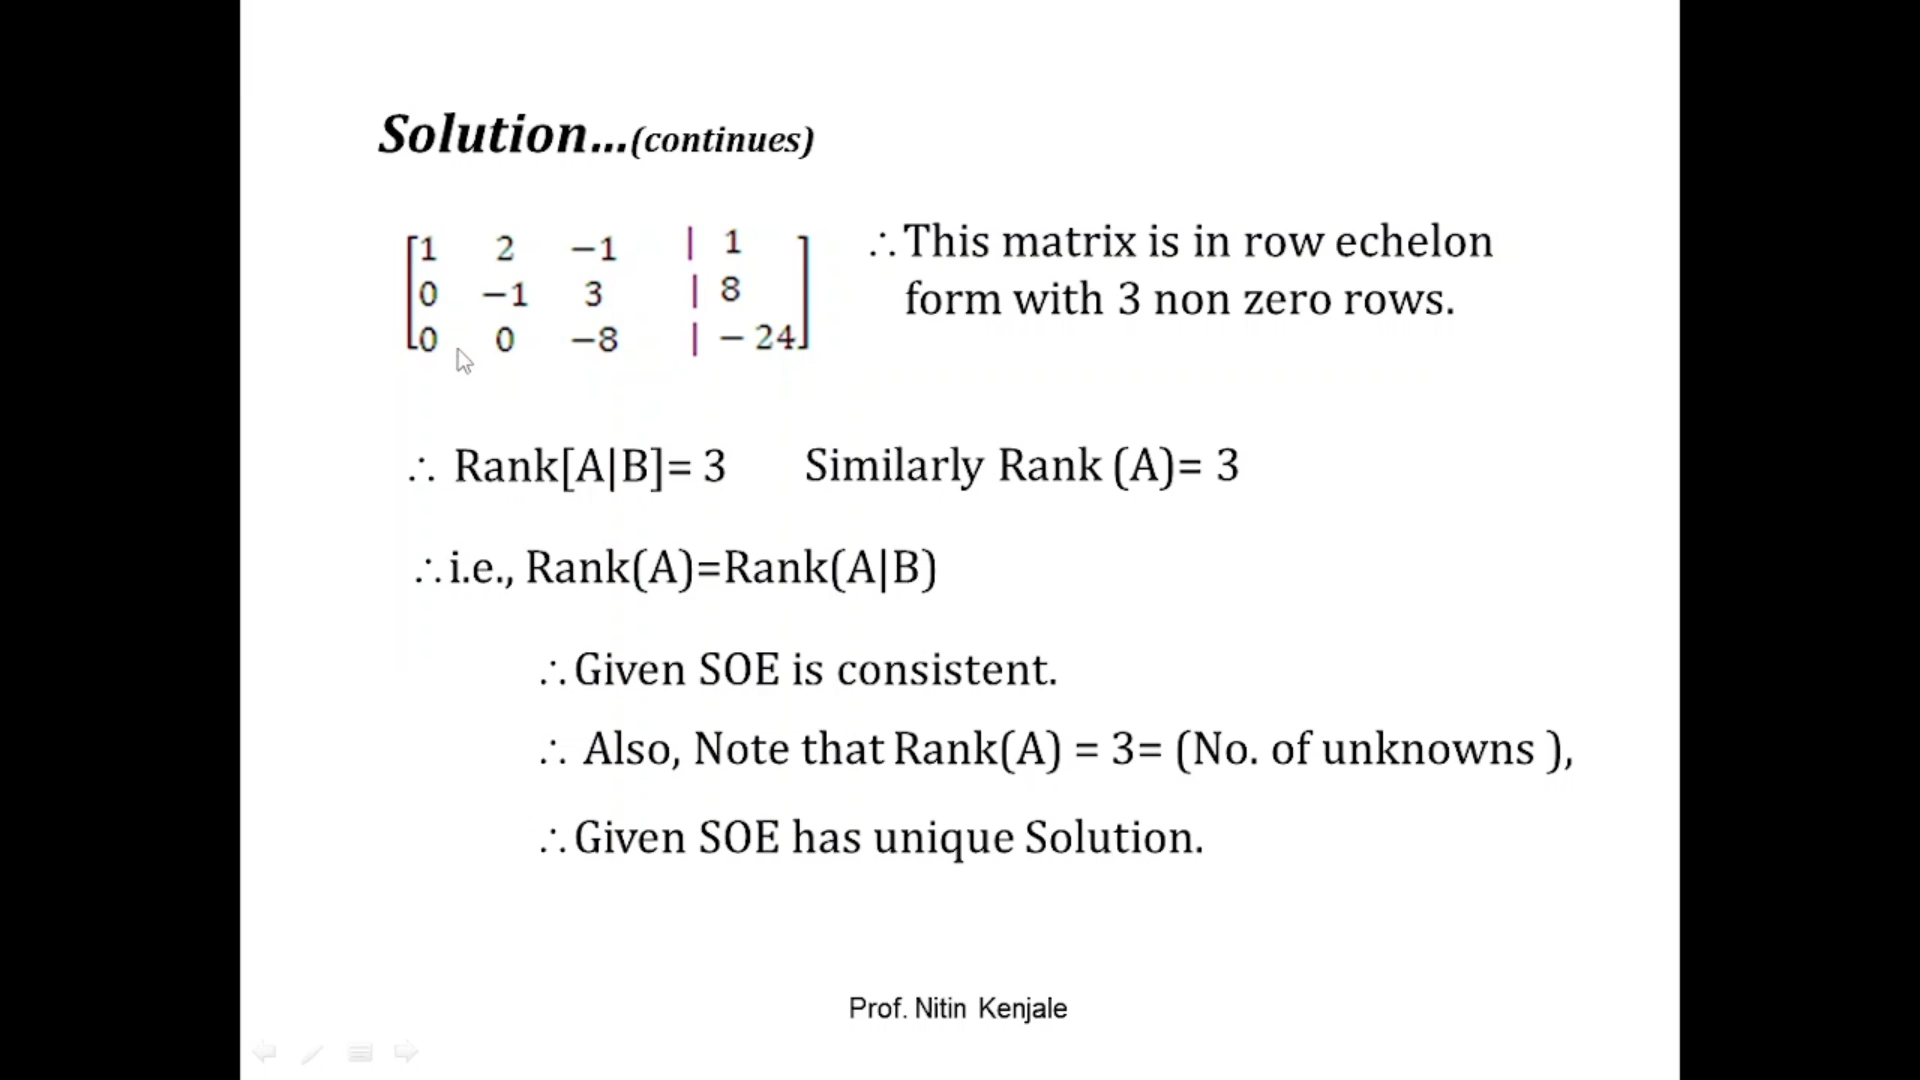 Solution...(continues)
1 2 −1 | 1
0 −1 3 | 8
0 0 −8 | − 24
∴ This matrix is in row echelon
form with 3 non zero rows.
∴ Rank[A|B]= 3 Similarly Rank (A)= 3
∴ i.e., Rank(A)=Rank(A|B)
∴ Given SOE is consistent.
∴ Also, Note that Rank(A) = 3= (No. of unknowns ),
∴ Given SOE has unique Solution.
Prof. Nitin Kenjale